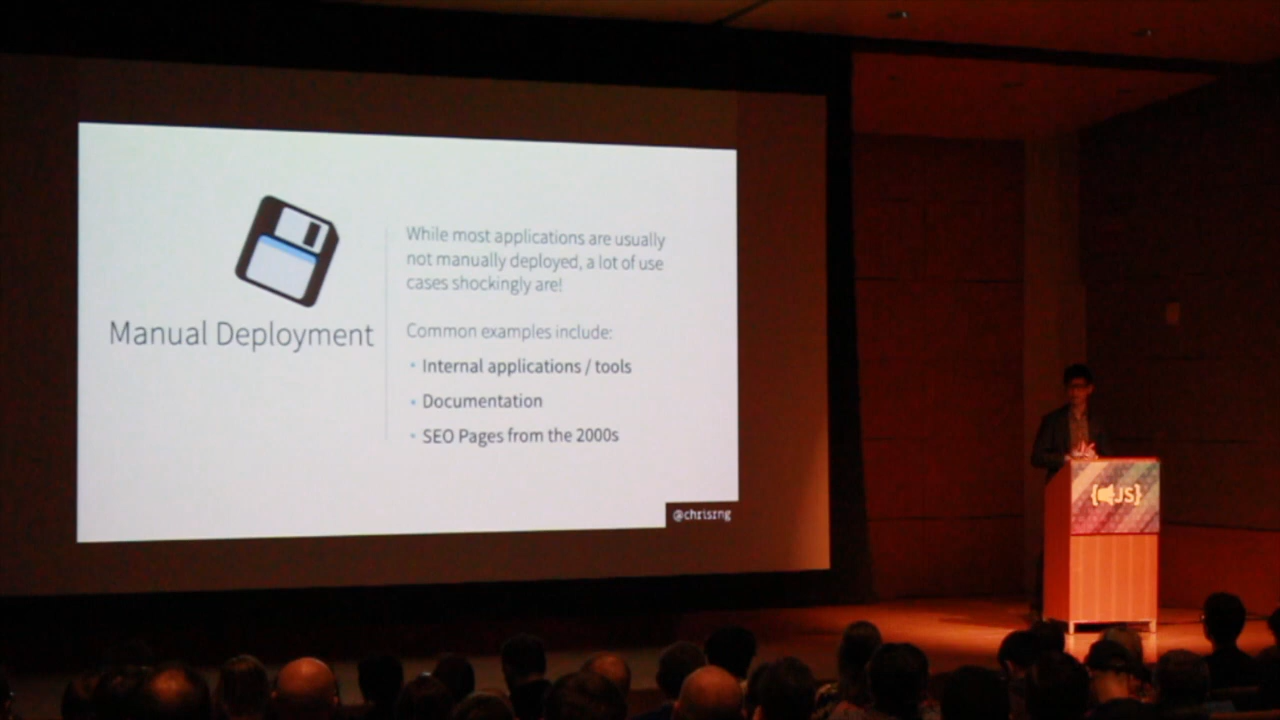 Manual Deployment
While most applications are usually
not manually deployed, a lot of use
cases shockingly are!
Common examples include:
• Internal applications / tools
• Documentation
• SEO Pages from the 2000s
@chrisrng
{JS}